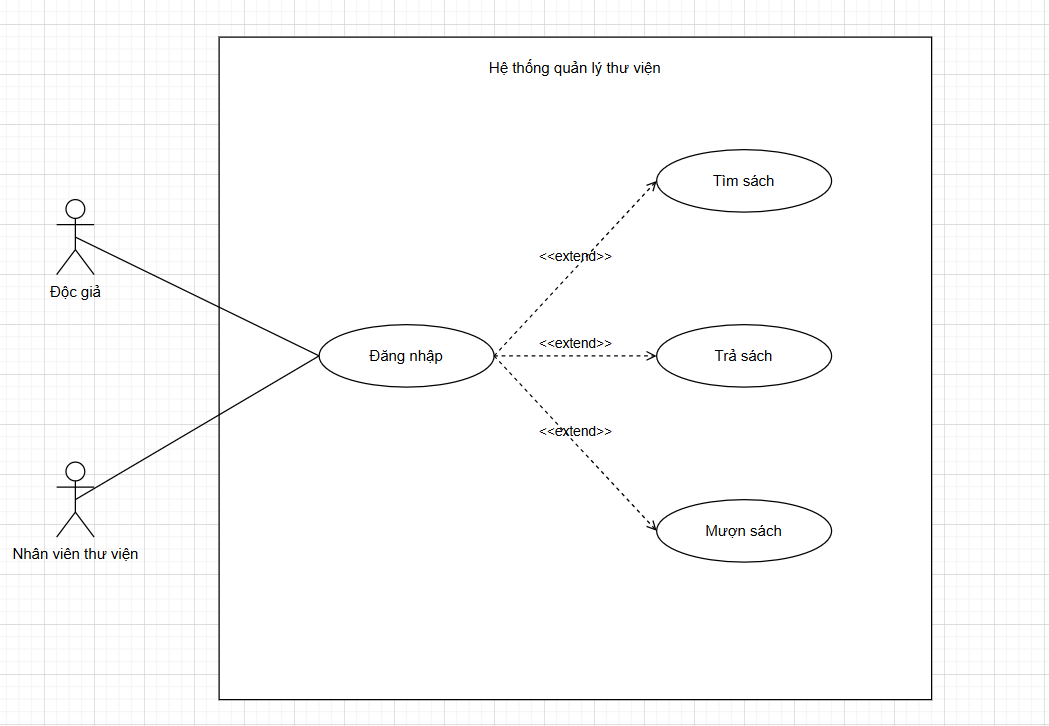 Hệ thống quản lý thư viện
Tìm sách
<<extend>>
Độc giả
<<extend>>
Đăng nhập
Trả sách
<<extend>>
Mượn sách
Nhân viên thư viện